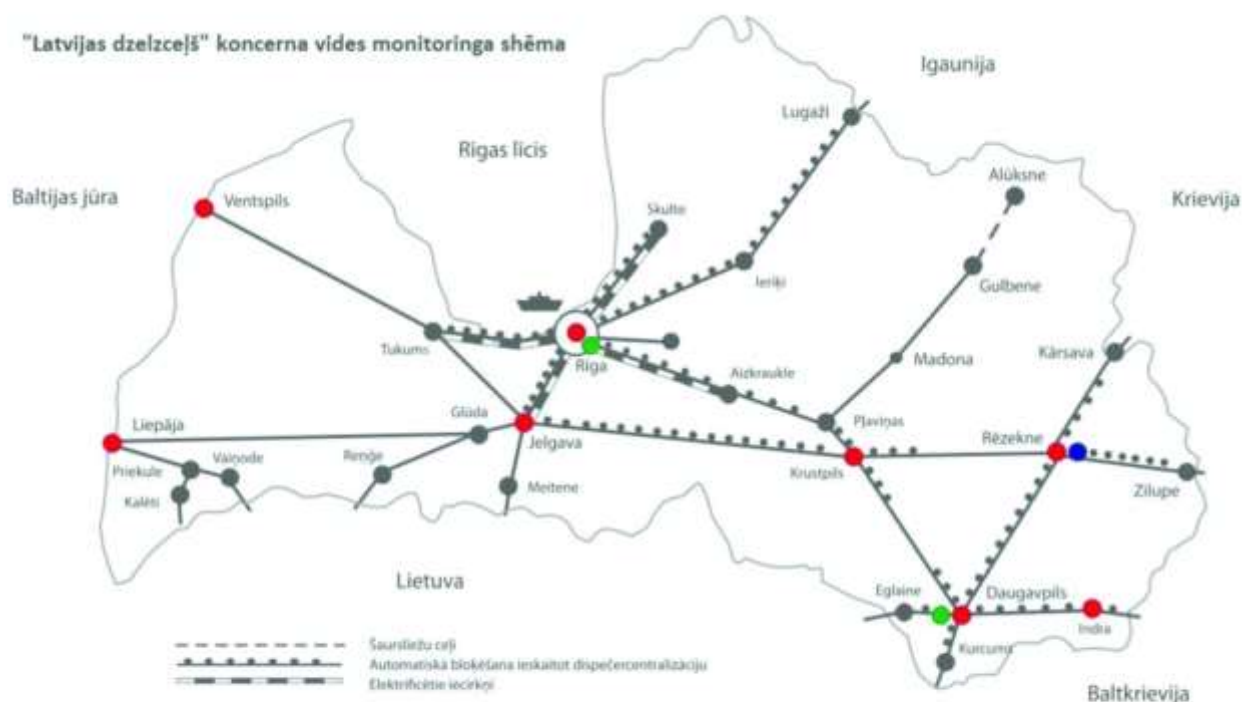 "Latvijas dzelzceļš" koncerna vides monitoringa shēma
Igaunija
Lugaži
Rīgas līcis
Alūksne
Baltijas jūra
Ventspils
Krievija
Skulte
Ieriķi
Gulbene
Tukums
Rīga
Madona
Kārsava
Aizkraukle
Glūda
Liepāja
Pļaviņas
Jelgava
Rēzekne
Priekule
Vaiņode
Reņģe
Krustpils
Kalēti
Meitene
Zilupe
Lietuva
Eglaine
Daugavpils
Indra
Šaursliežu ceļi
Kurcums
Automātiskā bloķēšana ieskaitot dispečercentralizāciju
Elektrificētie iecirkņi
Baltkrievija